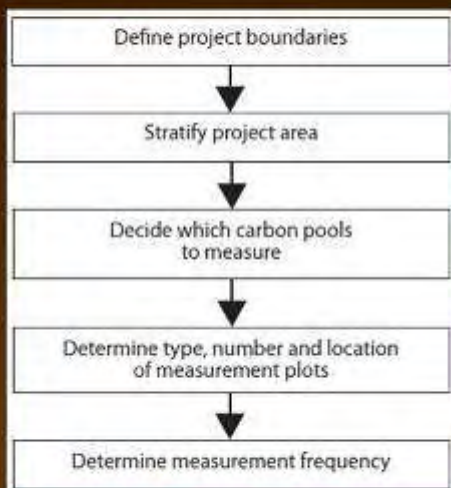 Define project boundaries
Stratify project area
Decide which carbon pools
to measure
Determine type, number and location
of measurement plots
Determine measurement frequency